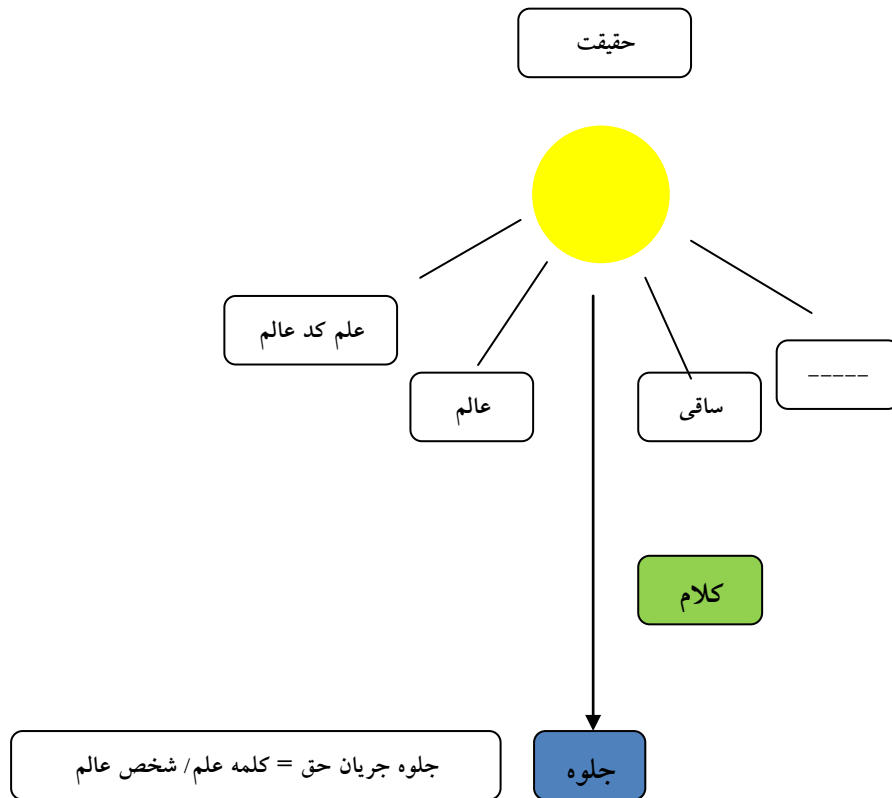 حقیقت
علم کد عالم
عالم
ساقی
-----
کلام
جلوه
جلوه جریان حق = کلمه علم/ شخص عالم